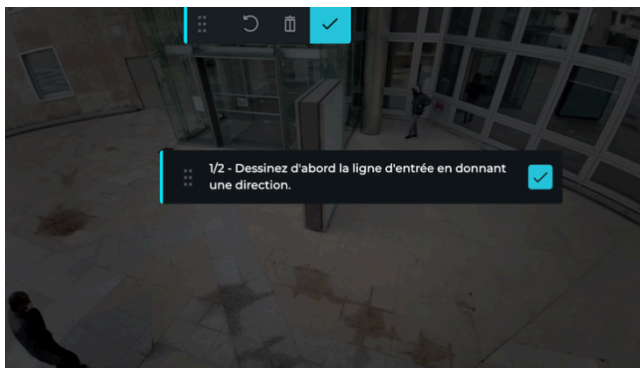 1/2 - Dessinez d'abord la ligne d'entrée en donnant
une direction.